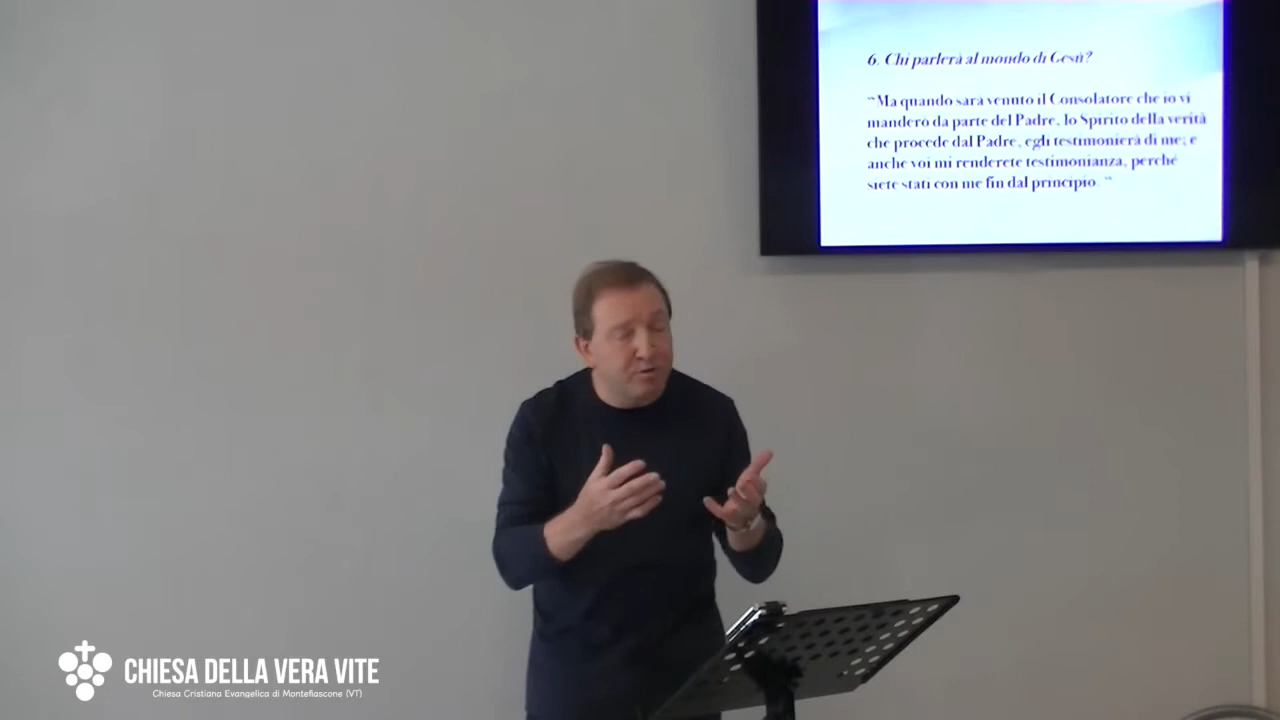 6. Chi parlerà al mondo di Gesù?
“Ma quando sarà venuto il Consolatore che io vi
manderò da parte del Padre, lo Spirito della verità
che procede dal Padre, egli testimonierà di me; e
anche voi mi renderete testimonianza, perché
siete stati con me fin dal principio. “
CHIESA DELLA VERA VITE
Chiesa Cristiana Evangelica di Montefiascone (VT)